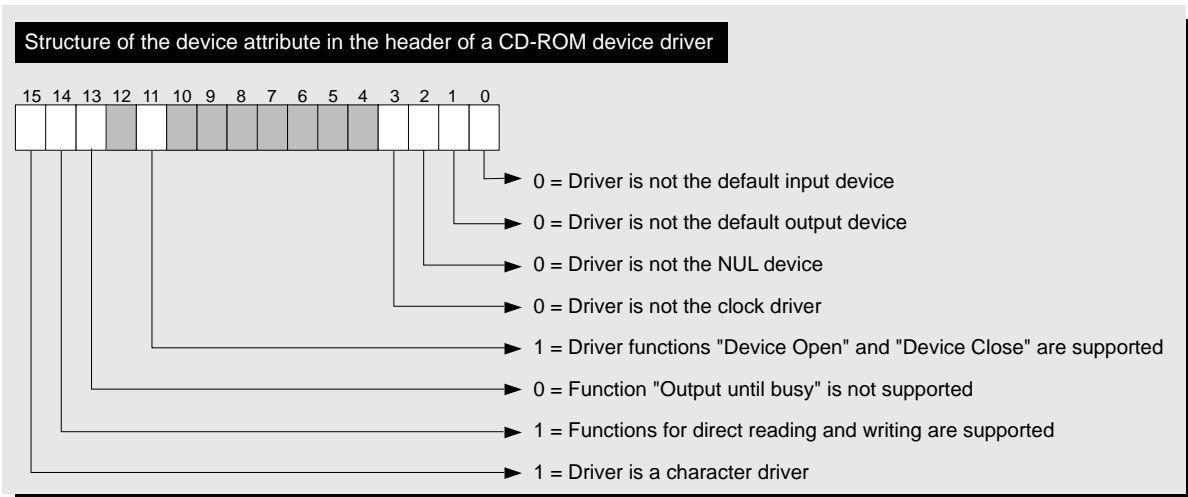 Structure of the device attribute in the header of a CD-ROM device driver
15 14 13 12 11 10 9 8 7 6 5 4 3 2 1 0
0 = Driver is not the default input device
0 = Driver is not the default output device
0 = Driver is not the NUL device
0 = Driver is not the clock driver
1 = Driver functions "Device Open" and "Device Close" are supported
0 = Function "Output until busy" is not supported
1 = Functions for direct reading and writing are supported
1 = Driver is a character driver